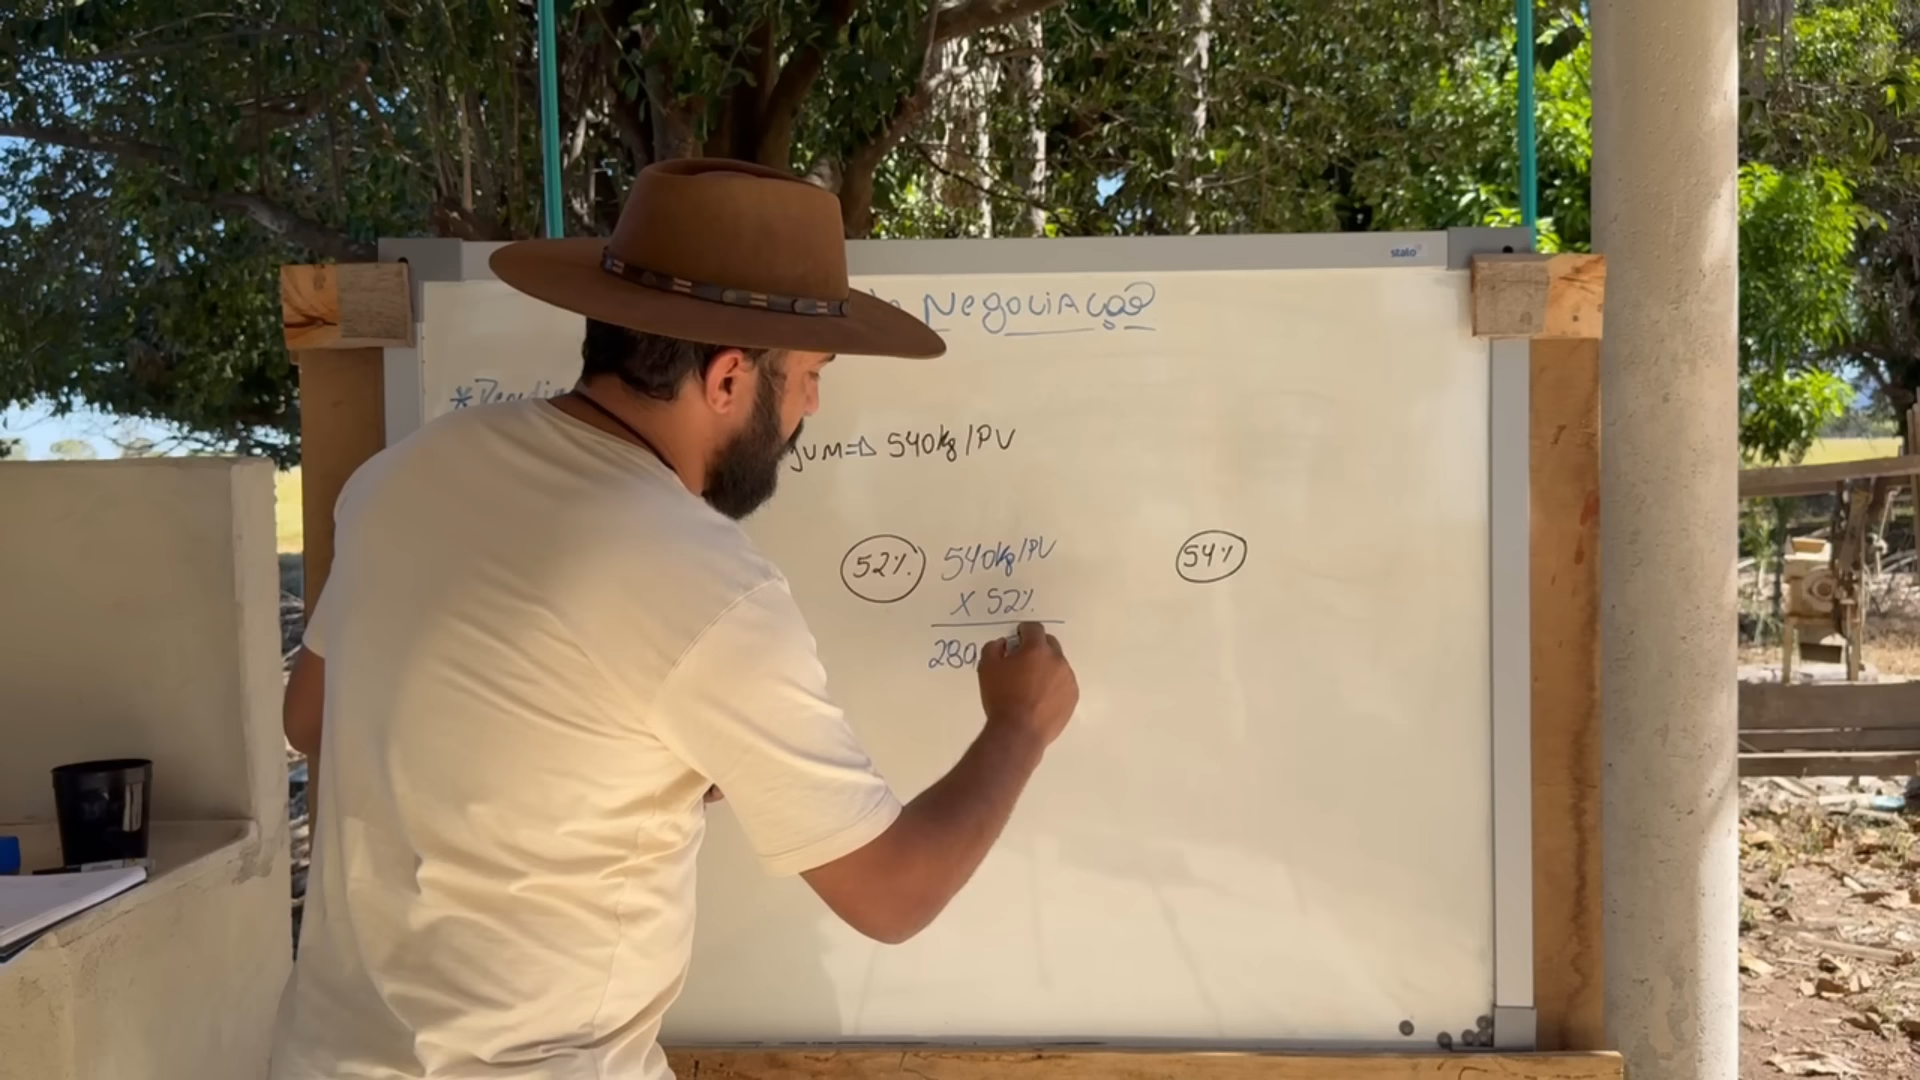 stalo
Negociação
JUM=Δ 540kg/PV
52%. 540kg/PV 54%
x 52%
280